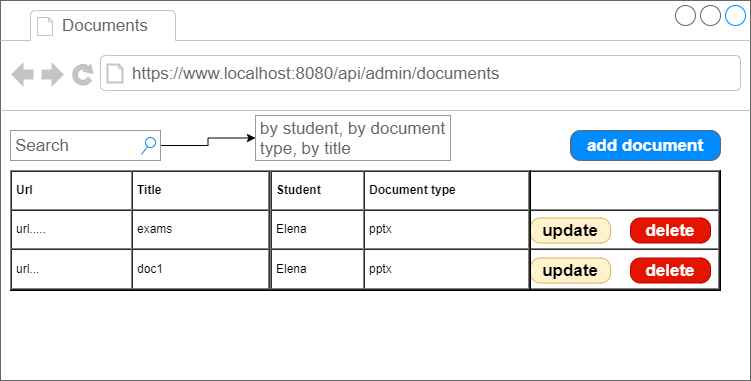 Documents
https://www.localhost:8080/api/admin/documents
Search
by student, by document
type, by title
add document
Url Title Student Document type
url..... exams Elena pptx update delete
url... doc1 Elena pptx update delete